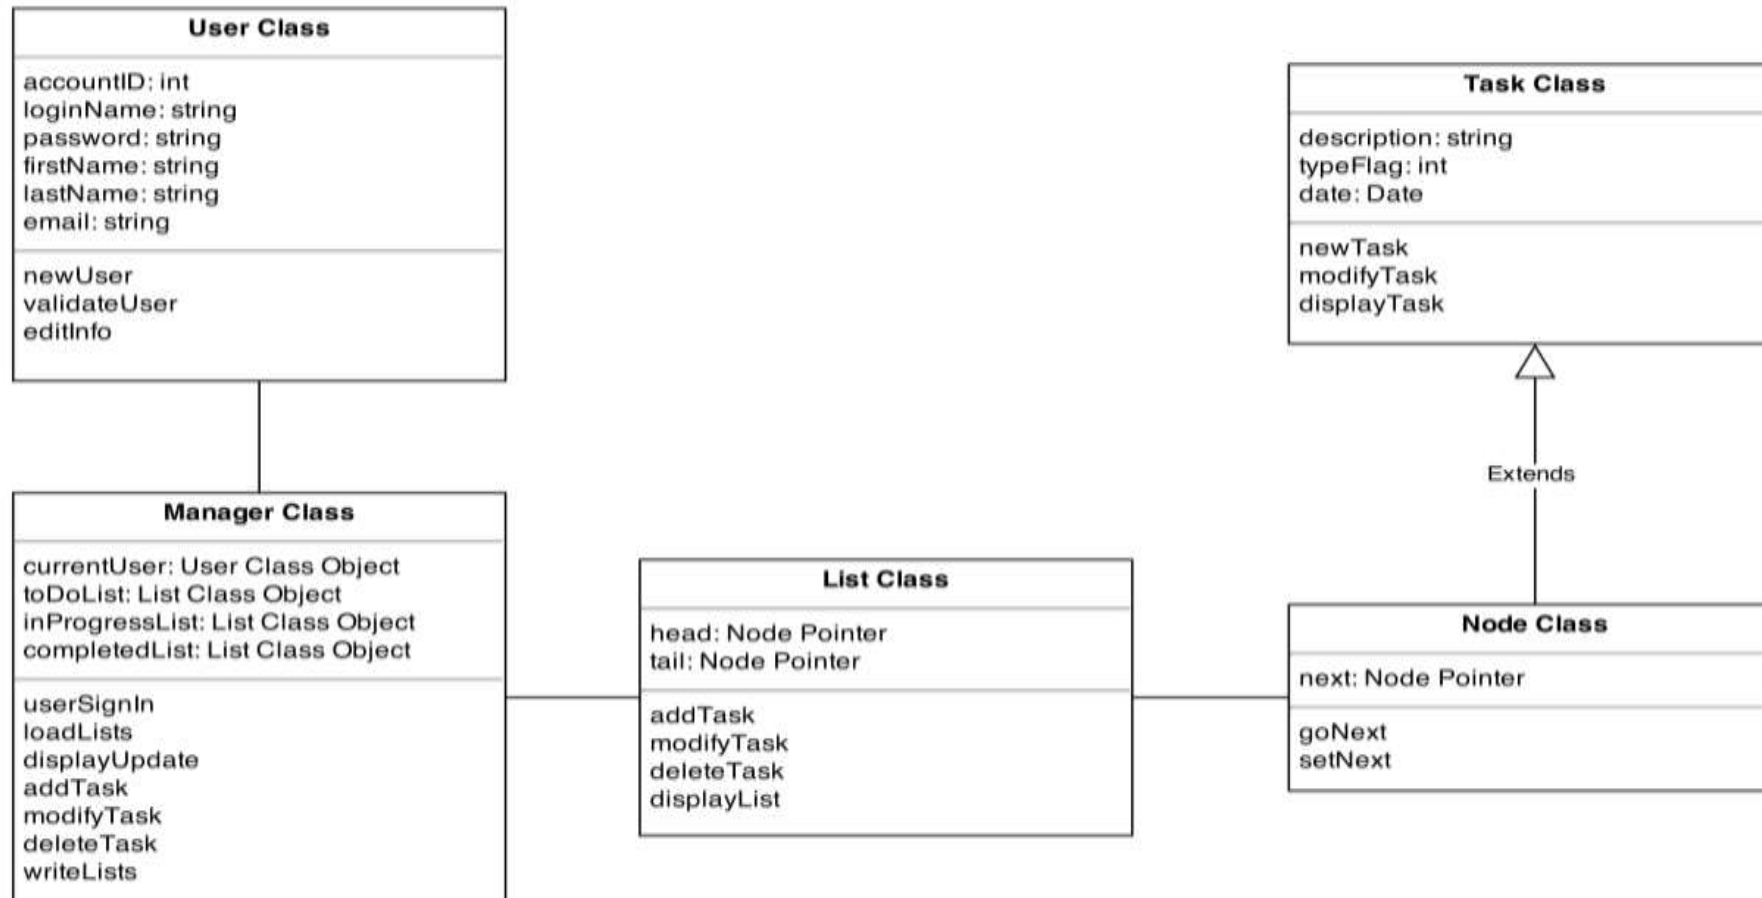 User Class
accountID: int
loginName: string
password: string
firstName: string
lastName: string
email: string
newUser
validateUser
editInfo
Task Class
description: string
typeFlag: int
date: Date
newTask
modifyTask
displayTask
Extends
Manager Class
currentUser: User Class Object
toDoList: List Class Object
inProgressList: List Class Object
completedList: List Class Object
userSignIn
loadLists
displayUpdate
addTask
modifyTask
deleteTask
writeLists
List Class
head: Node Pointer
tail: Node Pointer
addTask
modifyTask
deleteTask
displayList
Node Class
next: Node Pointer
goNext
setNext